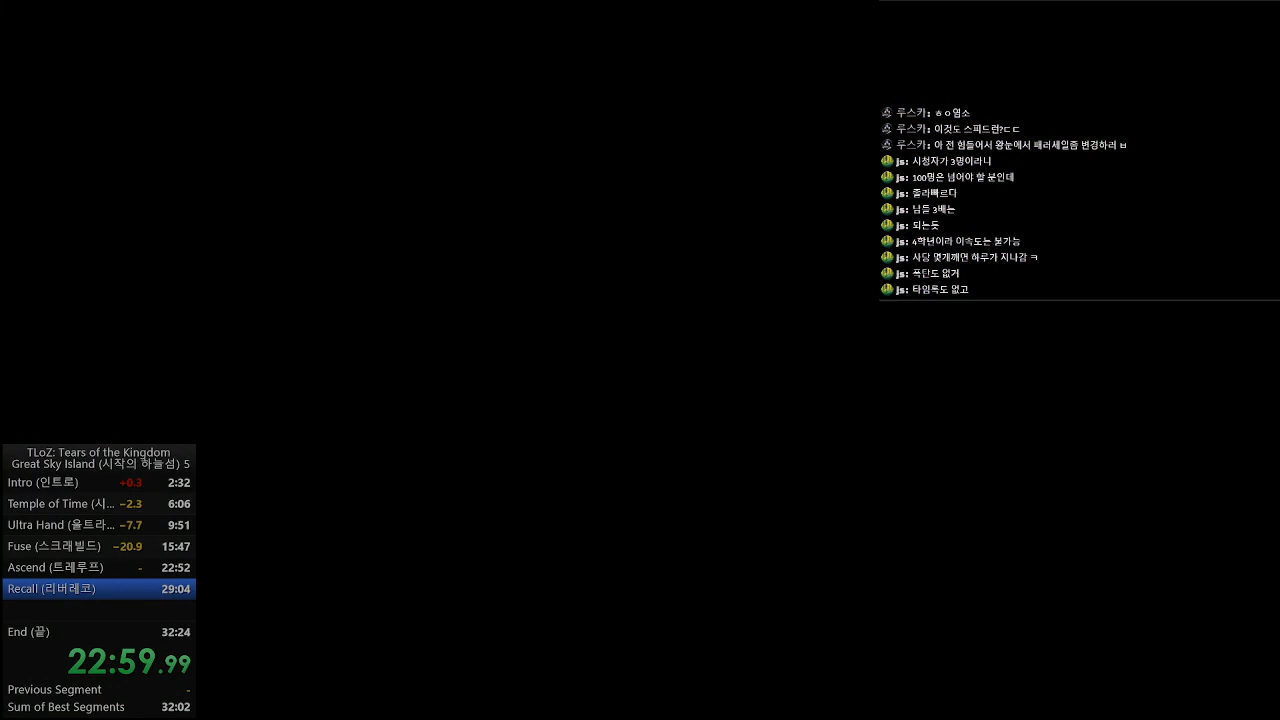 루스카: ㅎㅇ염소
루스카: 이것도 스피드런?ㄷㄷ
루스카: 아 전 힘들어서 왕눈에서 패러세일좀 변경하러 ㅂ
js: 시청자가 3명이라니
js: 100명은 넘어야 할 분인데
js: 졸라빠르다
js: 남들 3배는
js: 되는듯
js: 4학년이라 이속도는 불가능
js: 사당 몇개깨면 하루가 지나감 ㅋ
js: 폭탄도 없거
js: 타임록도 없고
TLoZ: Tears of the Kingdom
Great Sky Island (시작의 하늘섬) 5
Intro (인트로) +0.3 2:32
Temple of Time (시... −2.3 6:06
Ultra Hand (울트라... −7.7 9:51
Fuse (스크래빌드) −20.9 15:47
Ascend (트레루프) - 22:52
Recall (리버레코) 29:04
End (끝) 32:24
22:59.99
Previous Segment -
Sum of Best Segments 32:02